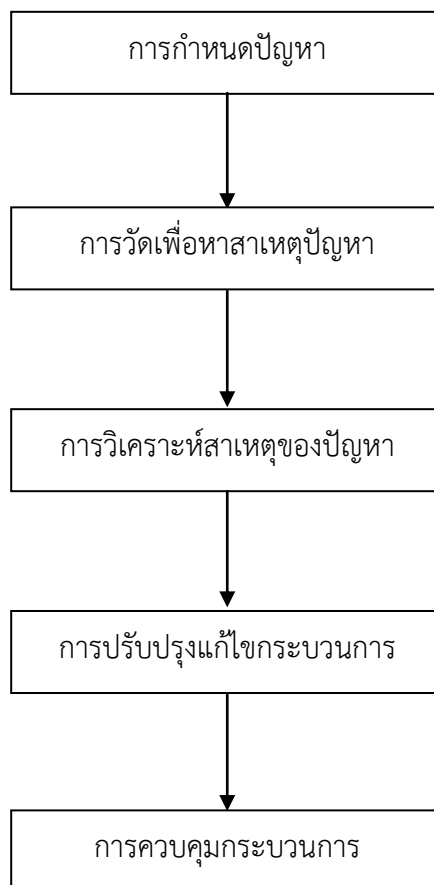 การกำหนดปัญหา
การวัดเพื่อหาสาเหตุปัญหา
การวิเคราะห์สาเหตุของปัญหา
การปรับปรุงแก้ไขกระบวนการ
การควบคุมกระบวนการ